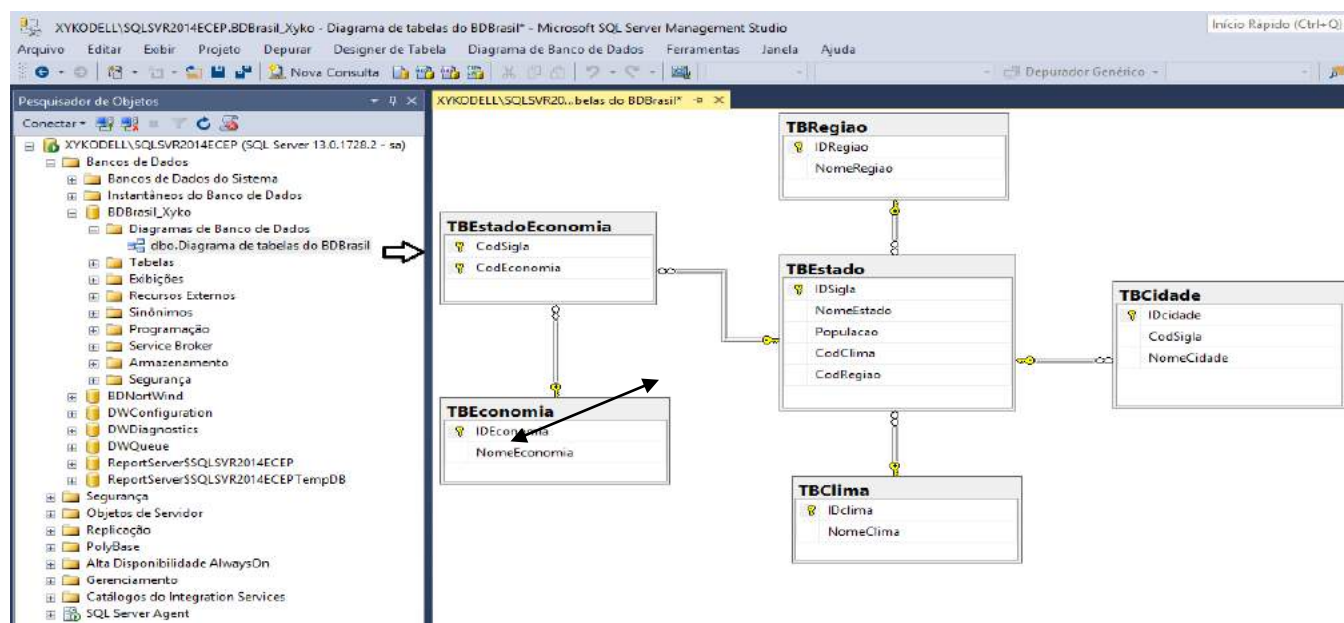 XYKODELL\SQLSVR2014ECEP.BDBrasil_Xyko - Diagrama de tabelas do BDBrasil* - Microsoft SQL Server Management Studio
Início Rápido (Ctrl+Q)
Arquivo Editar Exibir Projeto Depurar Designer de Tabela Diagrama de Banco de Dados Ferramentas Janela Ajuda
Nova Consulta
Depurador Genérico
Pesquisador de Objetos
XYKODELL\SQLSVR20...belas do BDBrasil*
Conectar
XYKODELL\SQLSVR2014ECEP (SQL Server 13.0.1728.2 - sa)
Bancos de Dados
Bancos de Dados do Sistema
Instantâneos do Banco de Dados
BDBrasil_Xyko
Diagramas de Banco de Dados
dbo.Diagrama de tabelas do BDBrasil
Tabelas
Exibições
Recursos Externos
Sinônimos
Programação
Service Broker
Armazenamento
Segurança
BDNortWind
DWConfiguration
DWDiagnostics
DWQueue
ReportServer$SQLSVR2014ECEP
ReportServer$SQLSVR2014ECEPTempDB
Segurança
Objetos de Servidor
Replicação
PolyBase
Alta Disponibilidade AlwaysOn
Gerenciamento
Catálogos do Integration Services
SQL Server Agent
TBRegiao
IDRegiao
NomeRegiao
TBEstadoEconomia
CodSigla
CodEconomia
TBEstado
IDSigla
NomeEstado
Populacao
CodClima
CodRegiao
TBCidade
IDcidade
CodSigla
NomeCidade
TBEconomia
IDEconomia
NomeEconomia
TBClima
IDclima
NomeClima